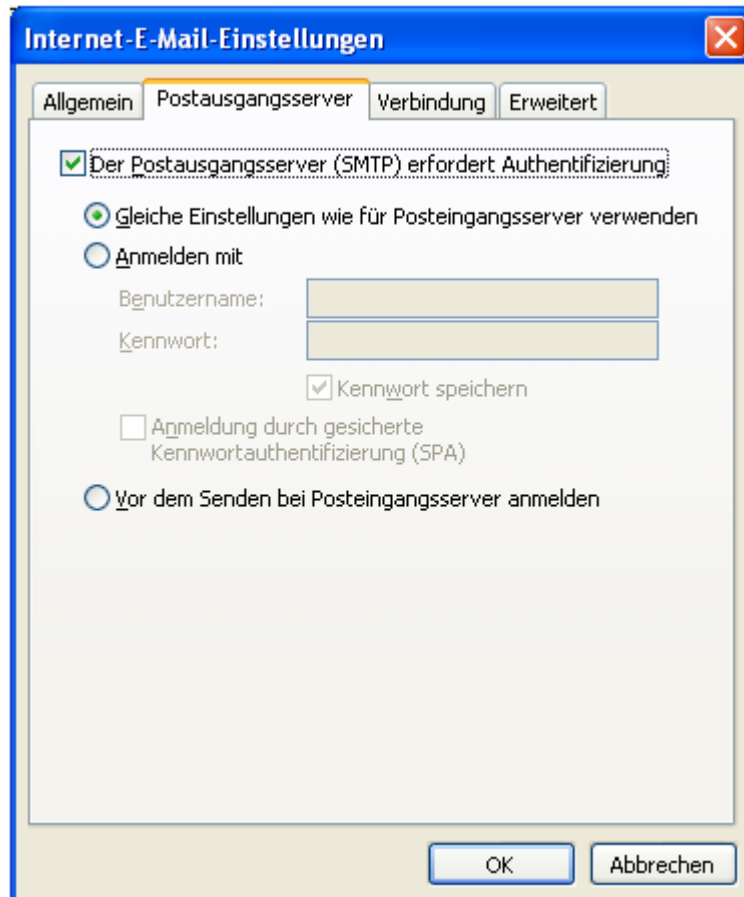 Internet-E-Mail-Einstellungen
Allgemein Postausgangsserver Verbindung Erweitert
Der Postausgangsserver (SMTP) erfordert Authentifizierung
Gleiche Einstellungen wie für Posteingangsserver verwenden
Anmelden mit
Benutzername:
Kennwort:
Kennwort speichern
Anmeldung durch gesicherte
Kennwortauthentifizierung (SPA)
Vor dem Senden bei Posteingangsserver anmelden
OK Abbrechen